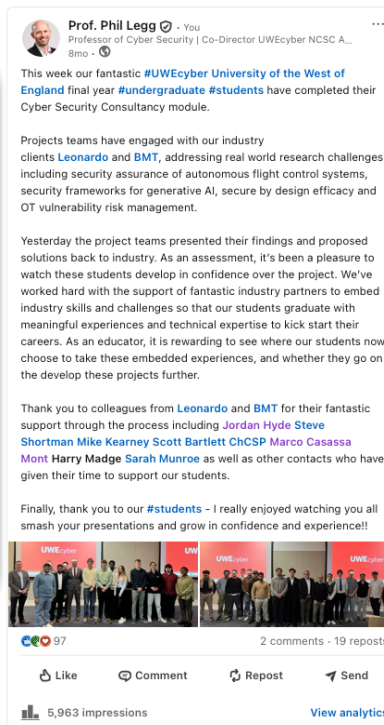 Prof. Phil Legg · You
Professor of Cyber Security | Co-Director UWEcyber NCSC A...
8mo ·
This week our fantastic #UWEcyber University of the West of
England final year #undergraduate #students have completed their
Cyber Security Consultancy module.
Projects teams have engaged with our industry
clients Leonardo and BMT, addressing real world research challenges
including security assurance of autonomous flight control systems,
security frameworks for generative AI, secure by design efficacy and
OT vulnerability risk management.
Yesterday the project teams presented their findings and proposed
solutions back to industry. As an assessment, it's been a pleasure to
watch these students develop in confidence over the project. We've
worked hard with the support of fantastic industry partners to embed
industry skills and challenges so that our students graduate with
meaningful experiences and technical expertise to kick start their
careers. As an educator, it is rewarding to see where our students now
choose to take these embedded experiences, and whether they go on
the develop these projects further.
Thank you to colleagues from Leonardo and BMT for their fantastic
support through the process including Jordan Hyde Steve
Shortman Mike Kearney Scott Bartlett ChCSP Marco Casassa
Mont Harry Madge Sarah Munroe as well as other contacts who have
given their time to support our students.
Finally, thank you to our #students - I really enjoyed watching you all
smash your presentations and grow in confidence and experience!!
UWEcyber UWE UWEcyber UWEcyber
97 2 comments · 19 reposts
Like Comment Repost Send
5,963 impressions View analytics